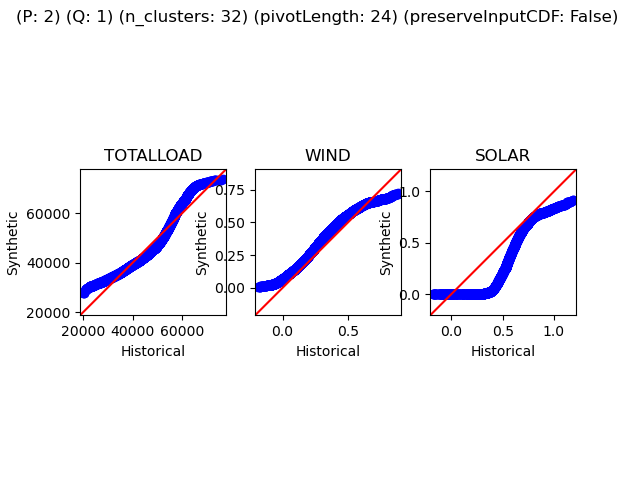 (P: 2) (Q: 1) (n_clusters: 32) (pivotLength: 24) (preserveInputCDF: False)
TOTALLOAD
Synthetic
60000
40000
20000
20000 40000 60000
Historical
WIND
Synthetic
0.75
0.50
0.25
0.00
0.0 0.5
Historical
SOLAR
Synthetic
1.0
0.5
0.0
0.0 0.5 1.0
Historical